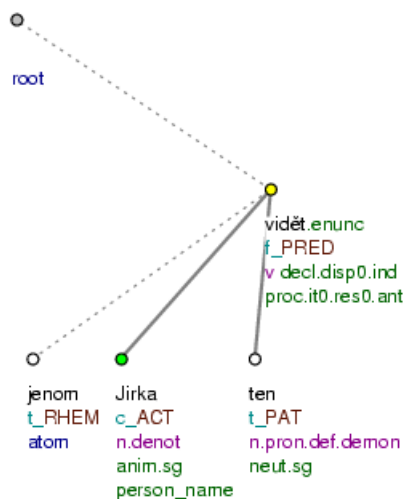 root
vidět.enunc
f_PRED
v decl.disp0.ind
proc.it0.res0.ant
jenom
t_RHEM
atom
Jirka
c_ACT
n.denot
anim.sg
person_name
ten
t_PAT
n.pron.def.demon
neut.sg